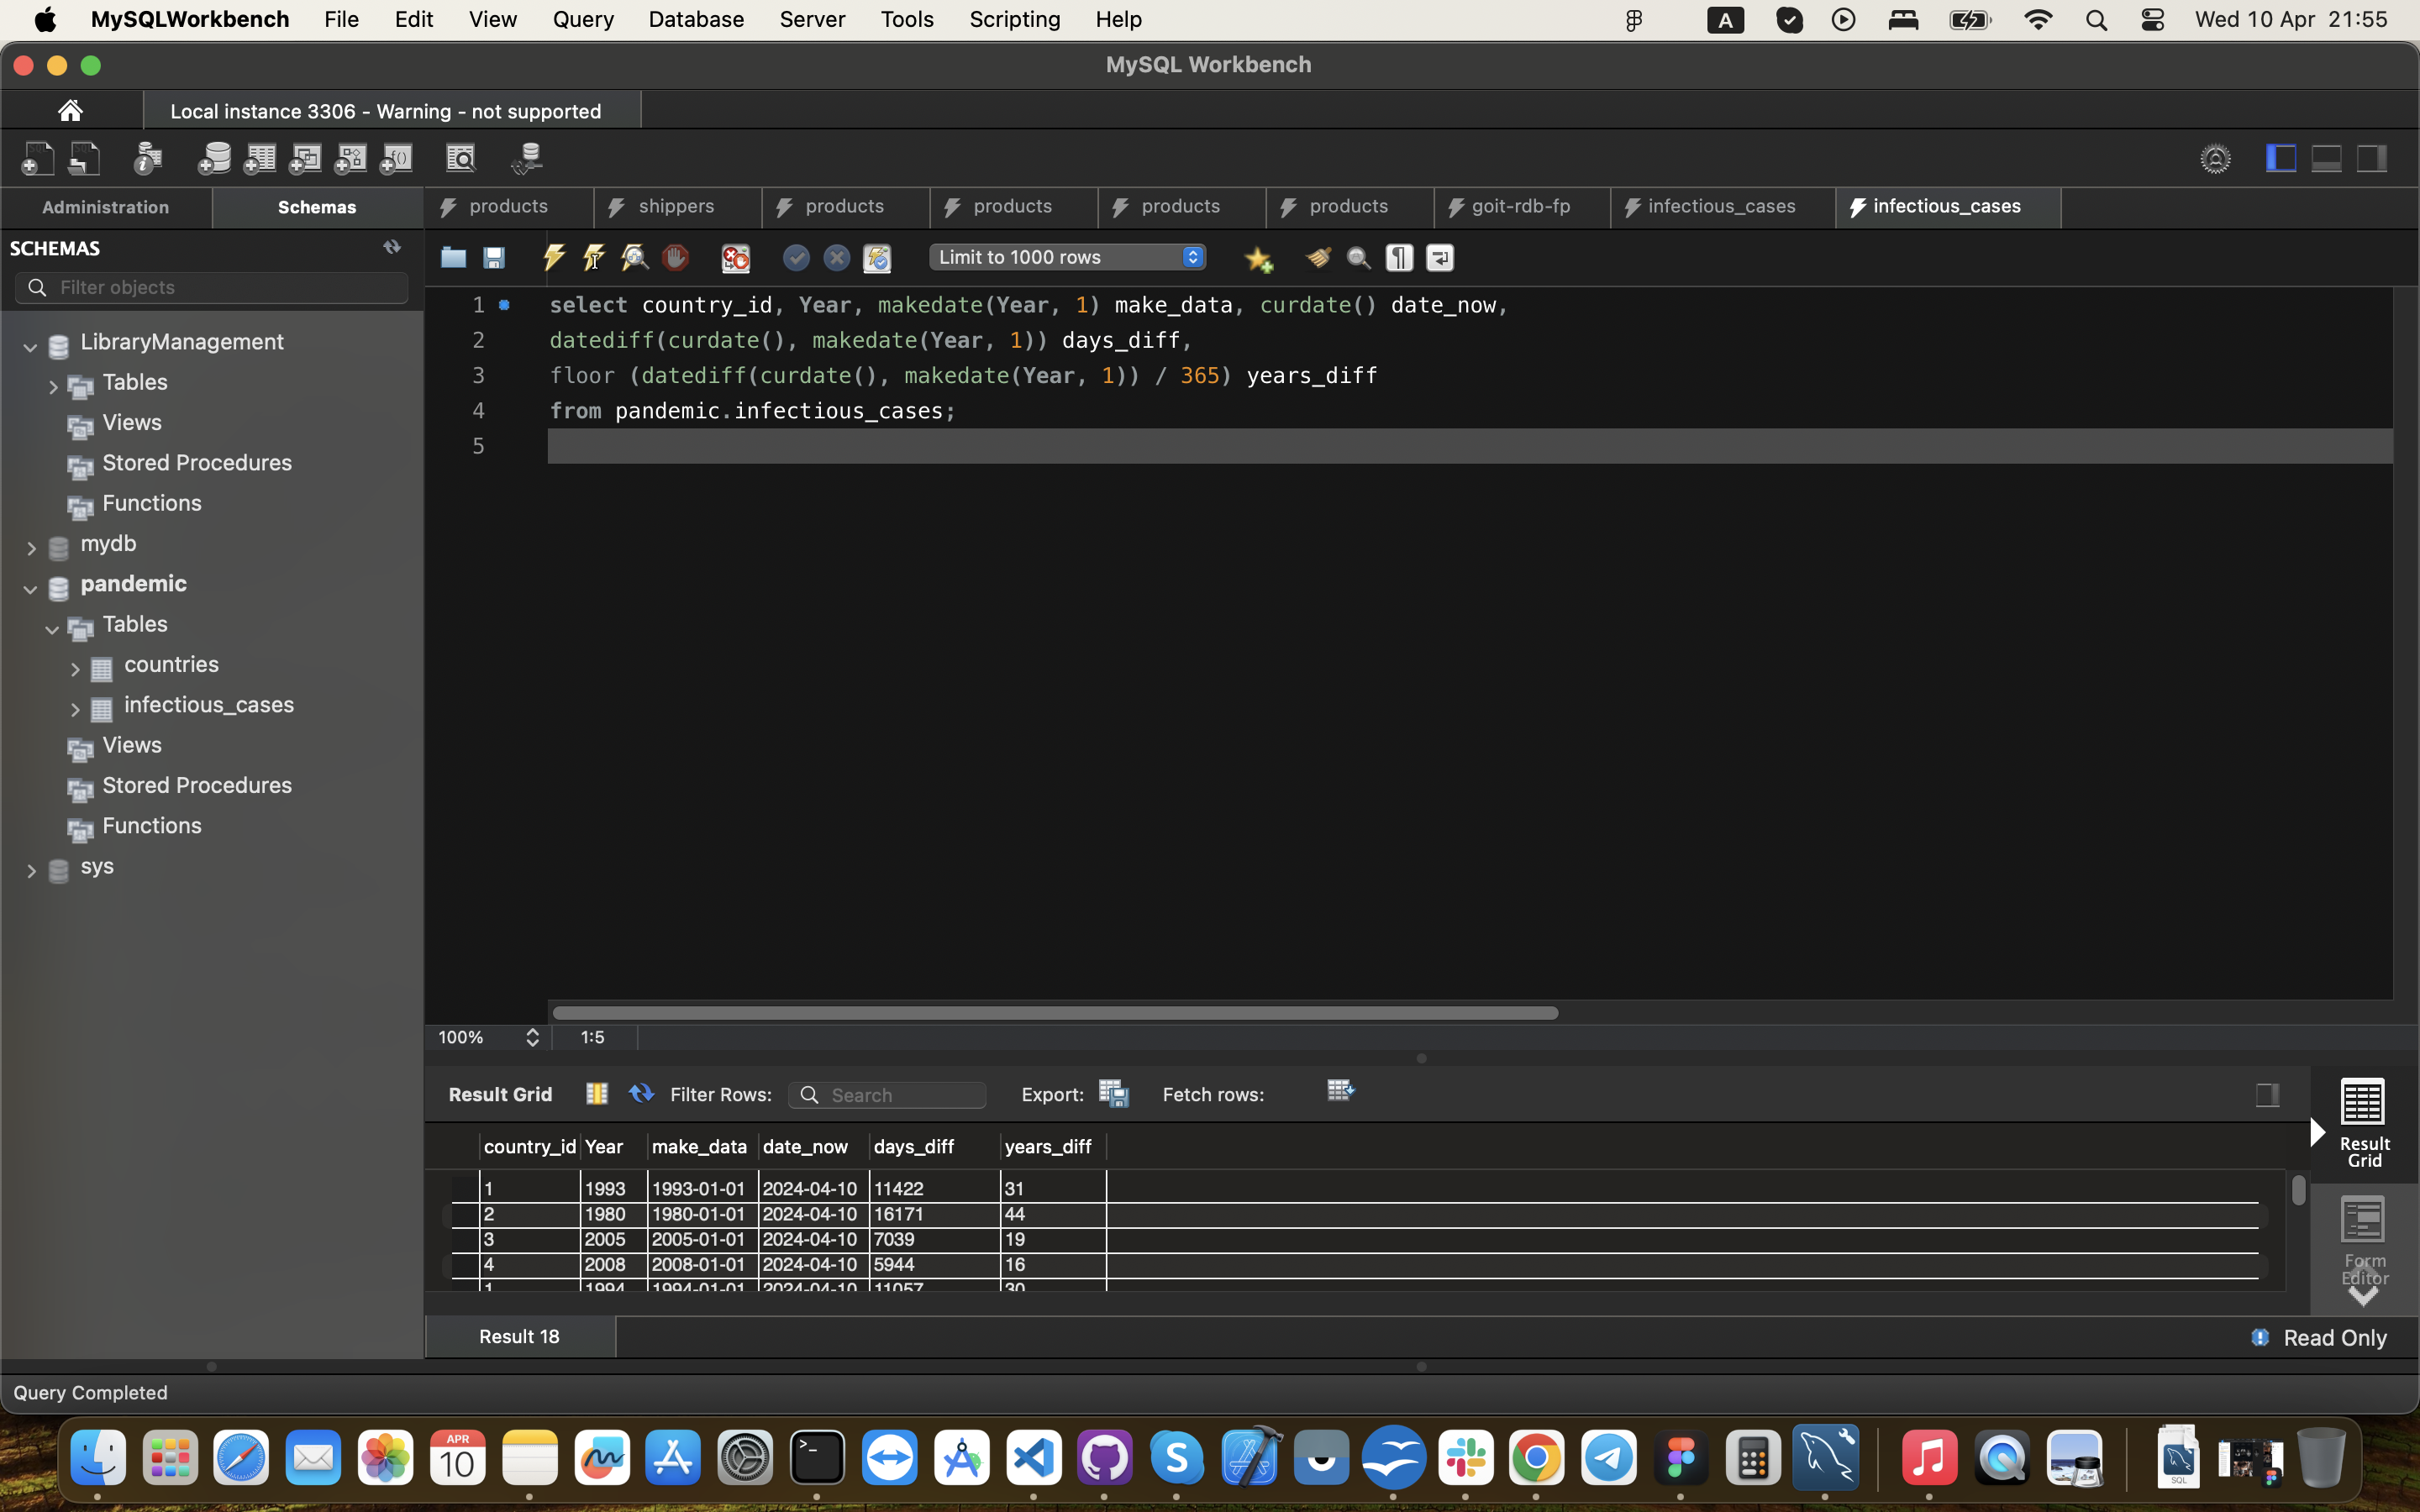 MySQLWorkbench File Edit View Query Database Server Tools Scripting Help A Wed 10 Apr 21:55
MySQL Workbench
Local instance 3306 - Warning - not supported
Administration Schemas products shippers products products products products goit-rdb-fp infectious_cases infectious_cases
SCHEMAS
Limit to 1000 rows
Filter objects
LibraryManagement
Tables
Views
Stored Procedures
Functions
mydb
pandemic
Tables
countries
infectious_cases
Views
Stored Procedures
Functions
sys
1 select country_id, Year, makedate(Year, 1) make_data, curdate() date_now,
2 datediff(curdate(), makedate(Year, 1)) days_diff,
3 floor (datediff(curdate(), makedate(Year, 1)) / 365) years_diff
4 from pandemic.infectious_cases;
5
100% 1:5
Result Grid Filter Rows: Search Export: Fetch rows:
country_id Year make_data date_now days_diff years_diff
1 1993 1993-01-01 2024-04-10 11422 31
2 1980 1980-01-01 2024-04-10 16171 44
3 2005 2005-01-01 2024-04-10 7039 19
4 2008 2008-01-01 2024-04-10 5944 16
1 1994 1994-01-01 2024-04-10 11057 30
Result
Grid
Form
Editor
Result 18
Read Only
Query Completed
APR
10
SQL